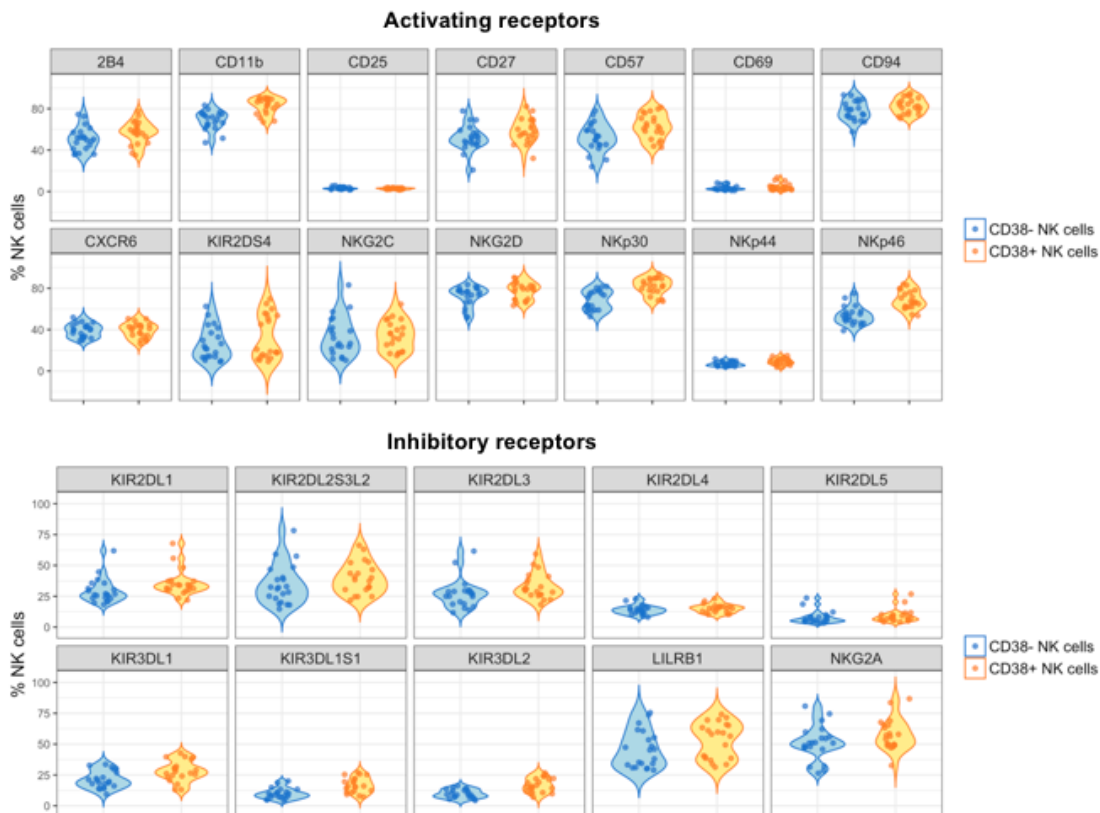 Activating receptors
2B4 CD11b CD25 CD27 CD57 CD69 CD94
80
40
0
CXCR6 KIR2DS4 NKG2C NKG2D NKp30 NKp44 NKp46
80
40
0
% NK cells
CD38- NK cells
CD38+ NK cells
Inhibitory receptors
KIR2DL1 KIR2DL2S3L2 KIR2DL3 KIR2DL4 KIR2DL5
100
75
50
25
0
KIR3DL1 KIR3DL1S1 KIR3DL2 LILRB1 NKG2A
100
75
50
25
0
% NK cells
CD38- NK cells
CD38+ NK cells